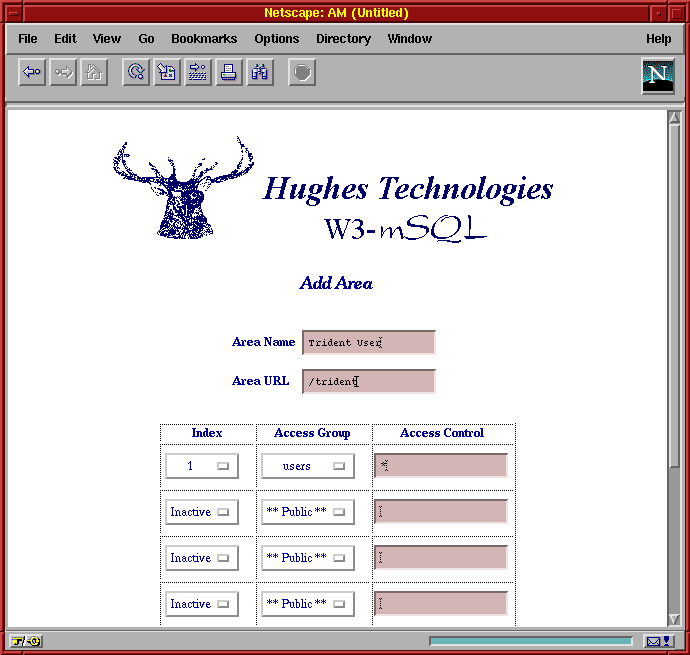 Netscape: AM (Untitled)
File Edit View Go Bookmarks Options Directory Window Help
N
Hughes Technologies
W3-mSQL
Add Area
Area Name Trident User
Area URL /trident
Index Access Group Access Control
1 users *
Inactive ** Public **
Inactive ** Public **
Inactive ** Public **